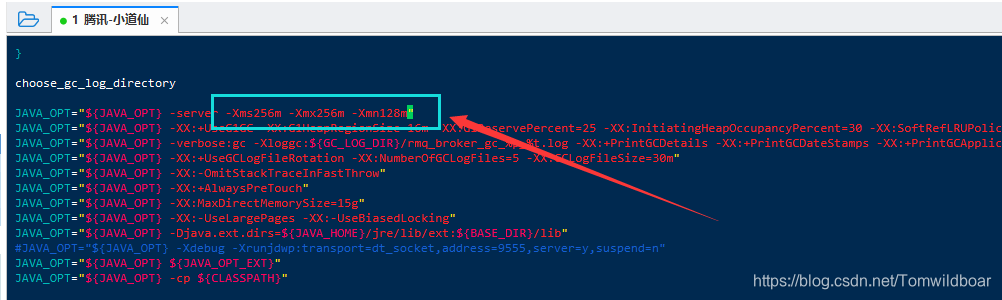 1 腾讯-小道仙 ×
}
choose_gc_log_directory
JAVA_OPT="${JAVA_OPT} -server -Xms256m -Xmx256m -Xmn128m"
JAVA_OPT="${JAVA_OPT} -XX:+UseG1GC -XX:G1HeapRegionSize=16m -XX:G1ReservePercent=25 -XX:InitiatingHeapOccupancyPercent=30 -XX:SoftRefLRUPolic
JAVA_OPT="${JAVA_OPT} -verbose:gc -Xloggc:${GC_LOG_DIR}/rmq_broker_gc_%p_%t.log -XX:+PrintGCDetails -XX:+PrintGCDateStamps -XX:+PrintGCApplic
JAVA_OPT="${JAVA_OPT} -XX:+UseGCLogFileRotation -XX:NumberOfGCLogFiles=5 -XX:GCLogFileSize=30m"
JAVA_OPT="${JAVA_OPT} -XX:-OmitStackTraceInFastThrow"
JAVA_OPT="${JAVA_OPT} -XX:+AlwaysPreTouch"
JAVA_OPT="${JAVA_OPT} -XX:MaxDirectMemorySize=15g"
JAVA_OPT="${JAVA_OPT} -XX:-UseLargePages -XX:-UseBiasedLocking"
JAVA_OPT="${JAVA_OPT} -Djava.ext.dirs=${JAVA_HOME}/jre/lib/ext:${BASE_DIR}/lib"
#JAVA_OPT="${JAVA_OPT} -Xdebug -Xrunjdwp:transport=dt_socket,address=9555,server=y,suspend=n"
JAVA_OPT="${JAVA_OPT} ${JAVA_OPT_EXT}"
JAVA_OPT="${JAVA_OPT} -cp ${CLASSPATH}"
https://blog.csdn.net/Tomwildboar